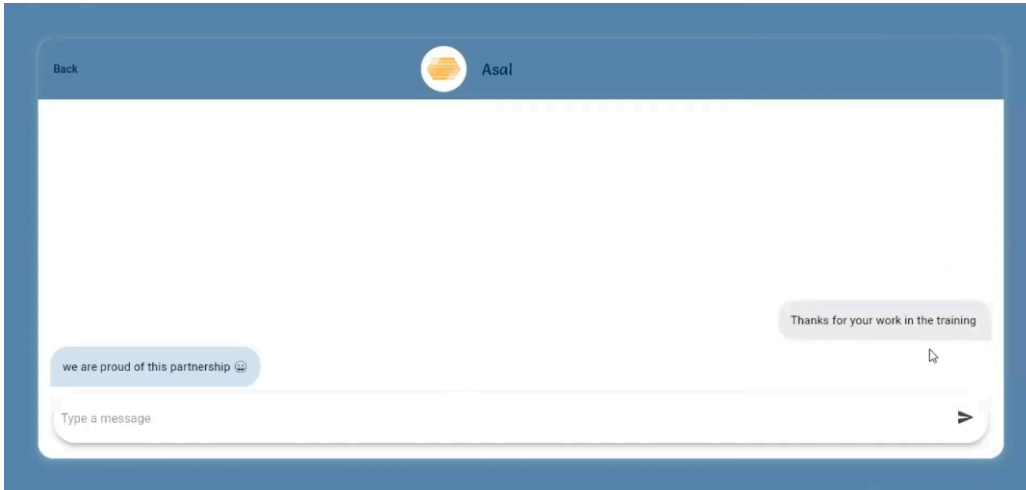 Back
Asal
Thanks for your work in the training
we are proud of this partnership 😀
Type a message